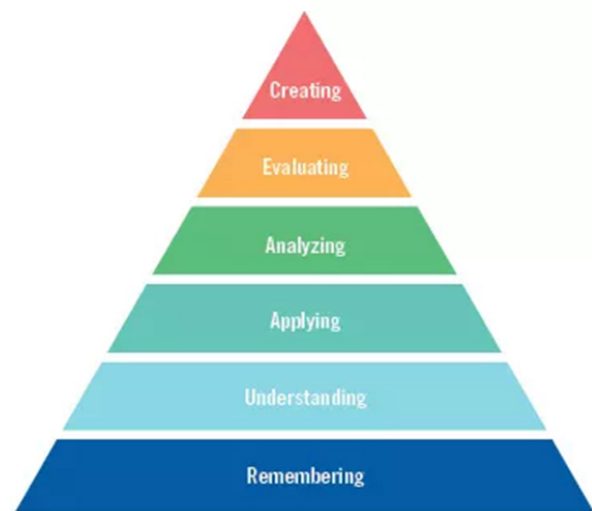 Creating
Evaluating
Analyzing
Applying
Understanding
Remembering